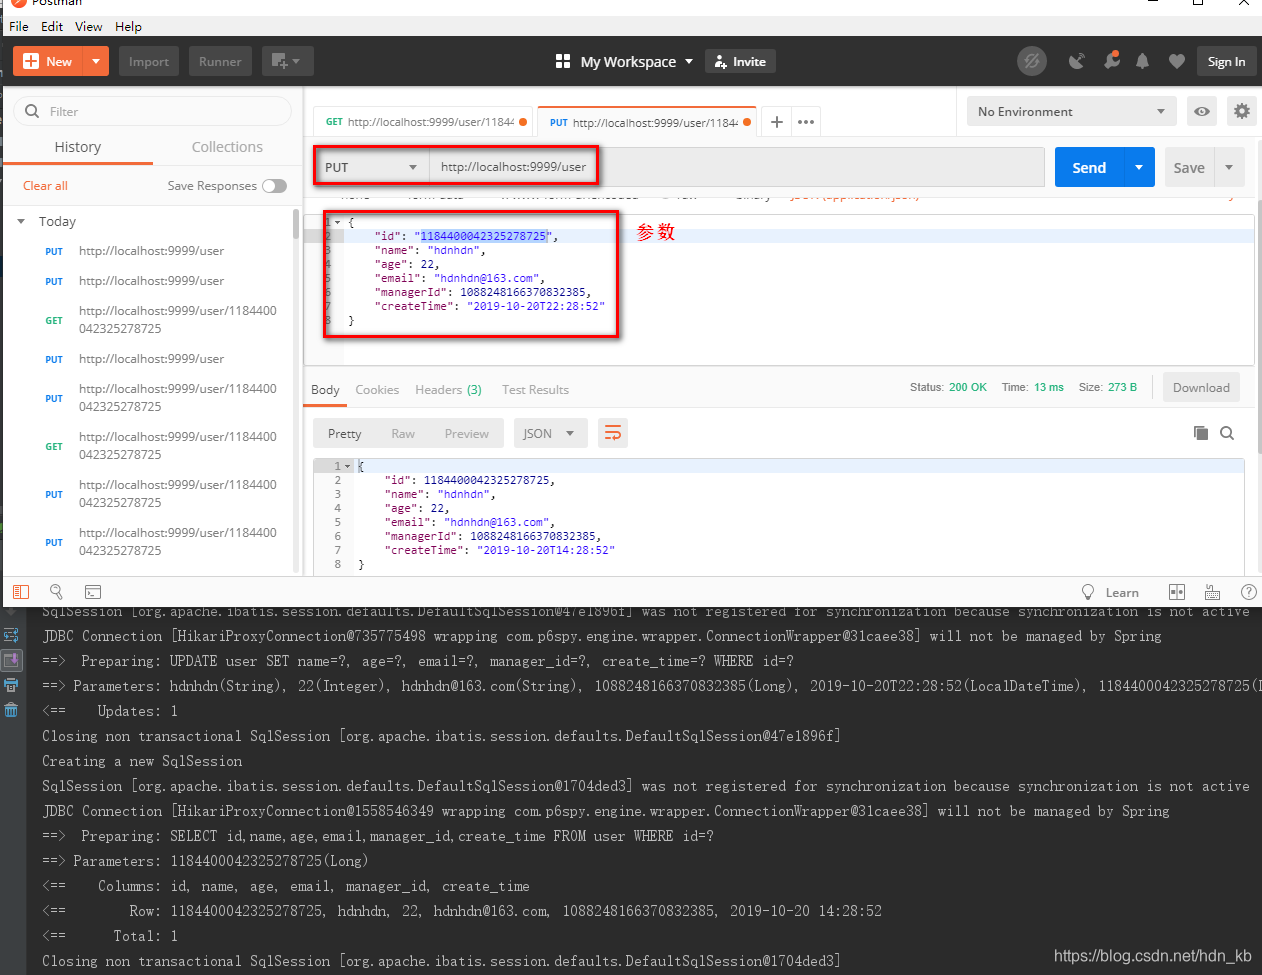 Postman
File Edit View Help
New Import Runner My Workspace Invite Sign In
Filter
History Collections
Clear all Save Responses
Today
PUT http://localhost:9999/user
PUT http://localhost:9999/user
GET http://localhost:9999/user/1184400
042325278725
PUT http://localhost:9999/user
PUT http://localhost:9999/user/1184400
042325278725
GET http://localhost:9999/user/1184400
042325278725
PUT http://localhost:9999/user/1184400
042325278725
PUT http://localhost:9999/user/1184400
042325278725
GET http://localhost:9999/user/11844 PUT http://localhost:9999/user/11844 + ••• No Environment
PUT http://localhost:9999/user Send Save
binary JSON (application/json)
1 {
2 "id": "1184400042325278725",
3 "name": "hdnhdn",
4 "age": 22,
5 "email": "hdnhdn@163.com",
6 "managerId": 1088248166370832385,
7 "createTime": "2019-10-20T22:28:52"
8 }
参数
Body Cookies Headers (3) Test Results Status: 200 OK Time: 13 ms Size: 273 B Download
Pretty Raw Preview JSON
1 {
2 "id": 1184400042325278725,
3 "name": "hdnhdn",
4 "age": 22,
5 "email": "hdnhdn@163.com",
6 "managerId": 1088248166370832385,
7 "createTime": "2019-10-20T14:28:52"
8 }
Learn
SqlSession [org.apache.ibatis.session.defaults.DefaultSqlSession@47e1896f] was not registered for synchronization because synchronization is not active
JDBC Connection [HikariProxyConnection@735775498 wrapping com.p6spy.engine.wrapper.ConnectionWrapper@31caee38] will not be managed by Spring
==> Preparing: UPDATE user SET name=?, age=?, email=?, manager_id=?, create_time=? WHERE id=?
==> Parameters: hdnhdn(String), 22(Integer), hdnhdn@163.com(String), 1088248166370832385(Long), 2019-10-20T22:28:52(LocalDateTime), 1184400042325278725(
<== Updates: 1
Closing non transactional SqlSession [org.apache.ibatis.session.defaults.DefaultSqlSession@47e1896f]
Creating a new SqlSession
SqlSession [org.apache.ibatis.session.defaults.DefaultSqlSession@1704ded3] was not registered for synchronization because synchronization is not active
JDBC Connection [HikariProxyConnection@1558546349 wrapping com.p6spy.engine.wrapper.ConnectionWrapper@31caee38] will not be managed by Spring
==> Preparing: SELECT id,name,age,email,manager_id,create_time FROM user WHERE id=?
==> Parameters: 1184400042325278725(Long)
<== Columns: id, name, age, email, manager_id, create_time
<== Row: 1184400042325278725, hdnhdn, 22, hdnhdn@163.com, 1088248166370832385, 2019-10-20 14:28:52
<== Total: 1
Closing non transactional SqlSession [org.apache.ibatis.session.defaults.DefaultSqlSession@1704ded3]
https://blog.csdn.net/hdn_kb